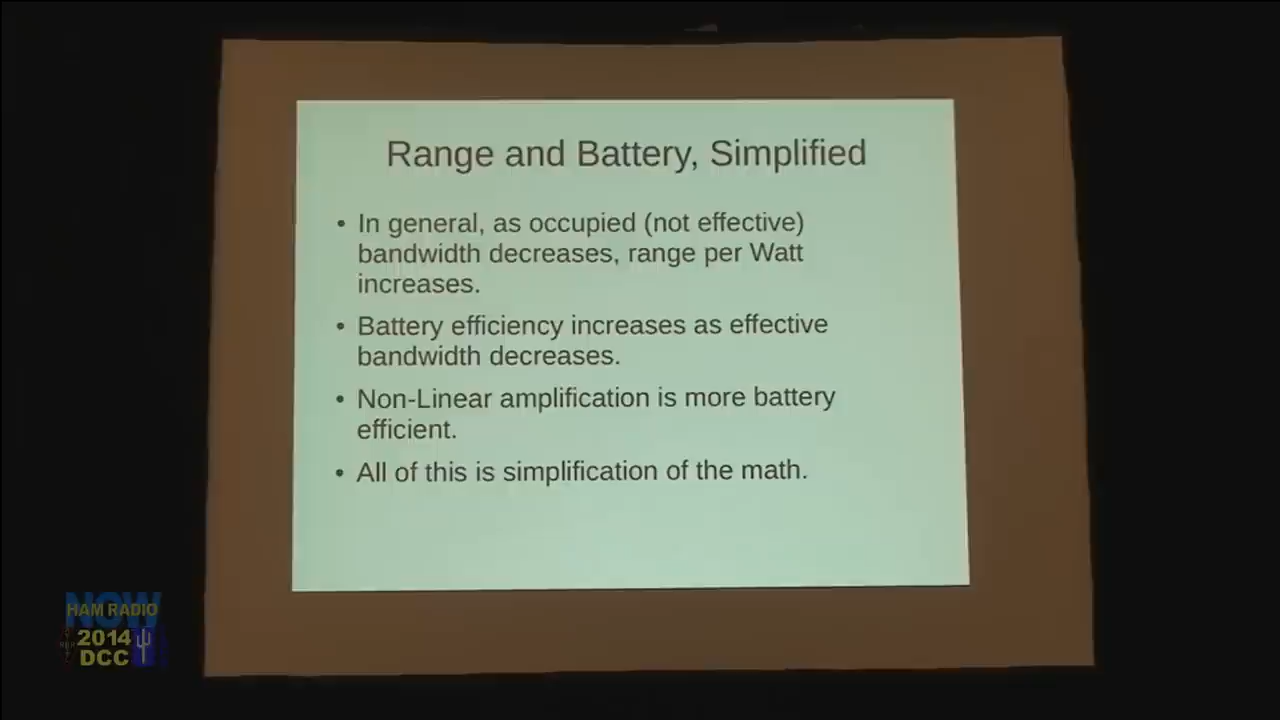 Range and Battery, Simplified
• In general, as occupied (not effective)
bandwidth decreases, range per Watt
increases.
• Battery efficiency increases as effective
bandwidth decreases.
• Non-Linear amplification is more battery
efficient.
• All of this is simplification of the math.
NOW
HAM RADIO
2014
DCC